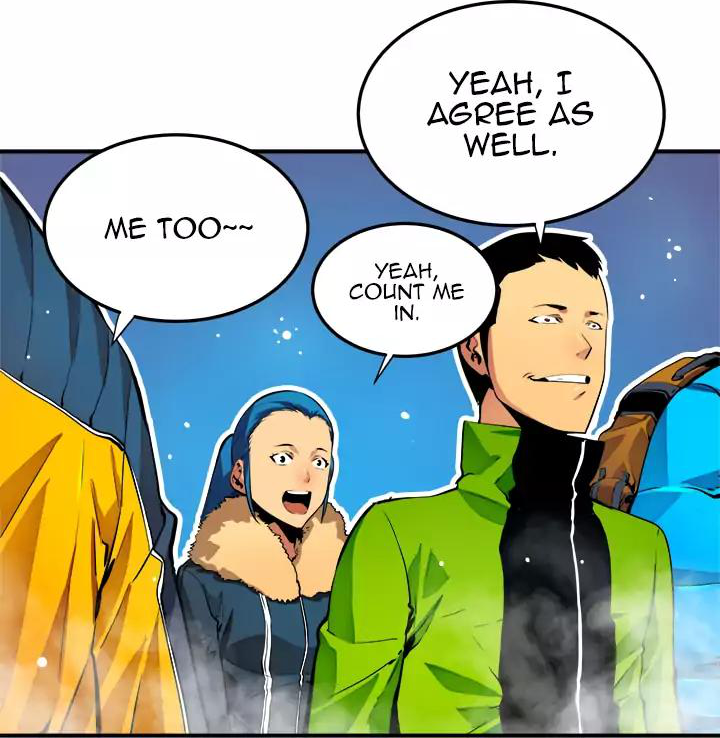 YEAH, I
AGREE AS
WELL.
ME TOO~~
YEAH,
COUNT ME
IN.